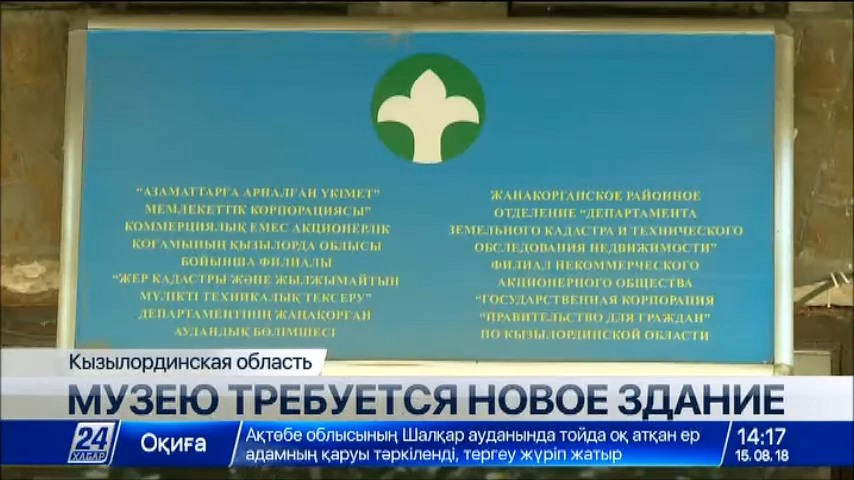 "АЗАМАТТАРҒА АРНАЛҒАН ҮКІМЕТ"
МЕМЛЕКЕТТІК КОРПОРАЦИЯСЫ"
КОММЕРЦИЯЛЫҚ ЕМЕС АКЦИОНЕРЛІК
ҚОҒАМЫНЫҢ ҚЫЗЫЛОРДА ОБЛЫСЫ
БОЙЫНША ФИЛИАЛЫ
"ЖЕР КАДАСТРЫ ЖӘНЕ ЖЫЛЖЫМАЙТЫН
МҮЛІКТІ ТЕХНИКАЛЫҚ ТЕКСЕРУ"
ДЕПАРТАМЕНТІНІҢ ЖАҢАҚОРҒАН
АУДАНДЫҚ БӨЛІМШЕСІ
ЖАНАКОРГАНСКОЕ РАЙОННОЕ
ОТДЕЛЕНИЕ "ДЕПАРТАМЕНТА
ЗЕМЕЛЬНОГО КАДАСТРА И ТЕХНИЧЕСКОГО
ОБСЛЕДОВАНИЯ НЕДВИЖИМОСТИ"
ФИЛИАЛ НЕКОММЕРЧЕСКОГО
АКЦИОНЕРНОГО ОБЩЕСТВА
"ГОСУДАРСТВЕННАЯ КОРПОРАЦИЯ
"ПРАВИТЕЛЬСТВО ДЛЯ ГРАЖДАН"
ПО КЫЗЫЛОРДИНСКОЙ ОБЛАСТИ
Кызылординская область
МУЗЕЮ ТРЕБУЕТСЯ НОВОЕ ЗДАНИЕ
24 ХАБАР
Оқиға
Ақтөбе облысының Шалқар ауданында тойда оқ атқан ер
адамның қаруы тәркіленді, тергеу жүріп жатыр
14:17
15.08.18